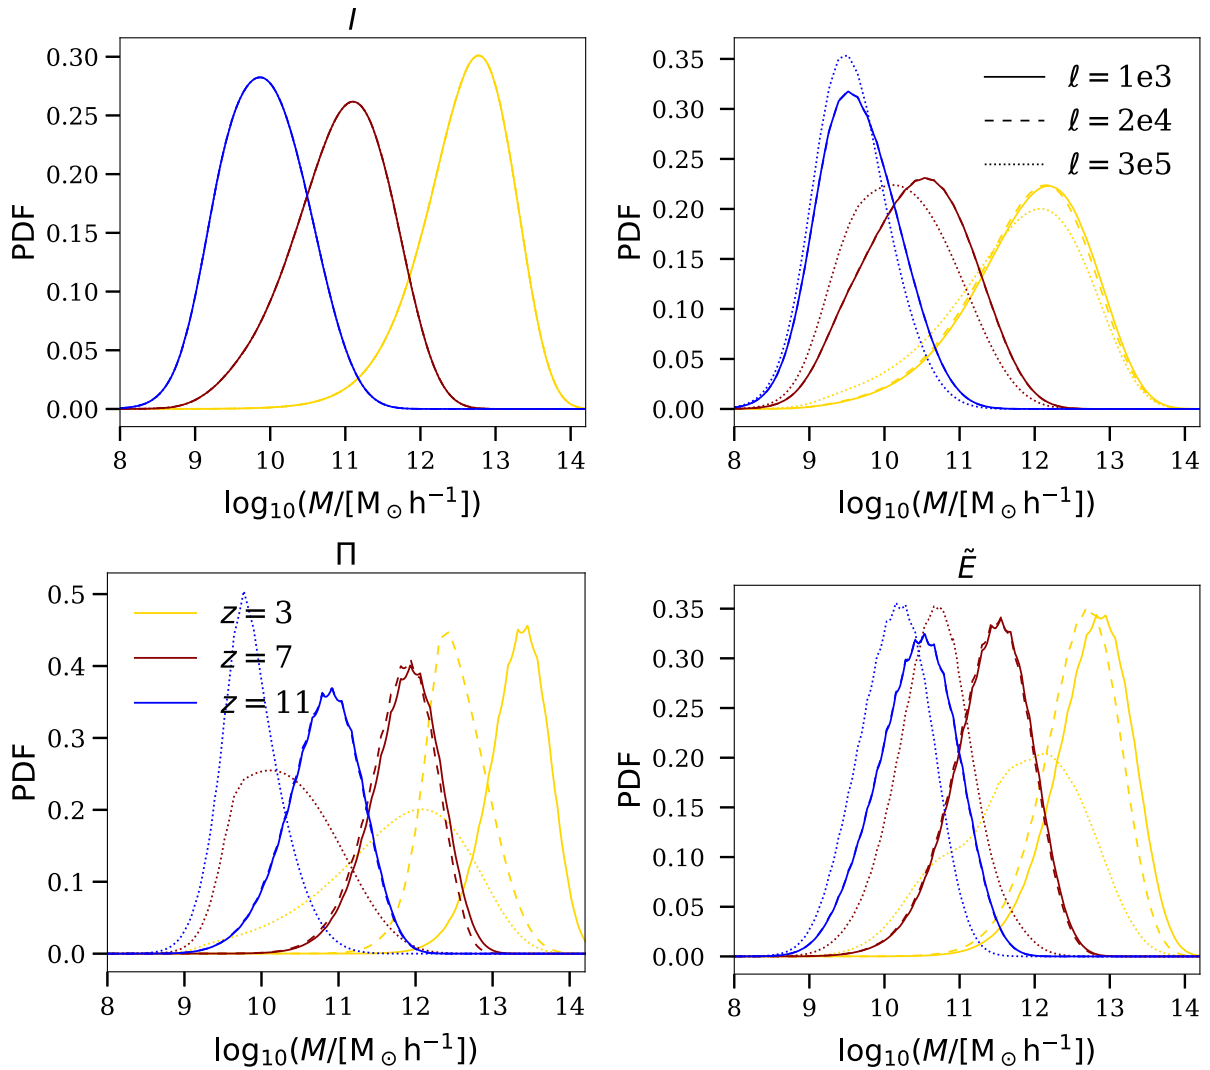 I
0.30
0.25
0.20
0.15
0.10
0.05
0.00
PDF
8 9 10 11 12 13 14
log₁₀(M/[M⊙h⁻¹])
ℓ = 1e3
ℓ = 2e4
ℓ = 3e5
0.35
0.30
0.25
0.20
0.15
0.10
0.05
0.00
PDF
8 9 10 11 12 13 14
log₁₀(M/[M⊙h⁻¹])
Π
z = 3
z = 7
z = 11
0.5
0.4
0.3
0.2
0.1
0.0
PDF
8 9 10 11 12 13 14
log₁₀(M/[M⊙h⁻¹])
Ẽ
0.35
0.30
0.25
0.20
0.15
0.10
0.05
0.00
PDF
8 9 10 11 12 13 14
log₁₀(M/[M⊙h⁻¹])